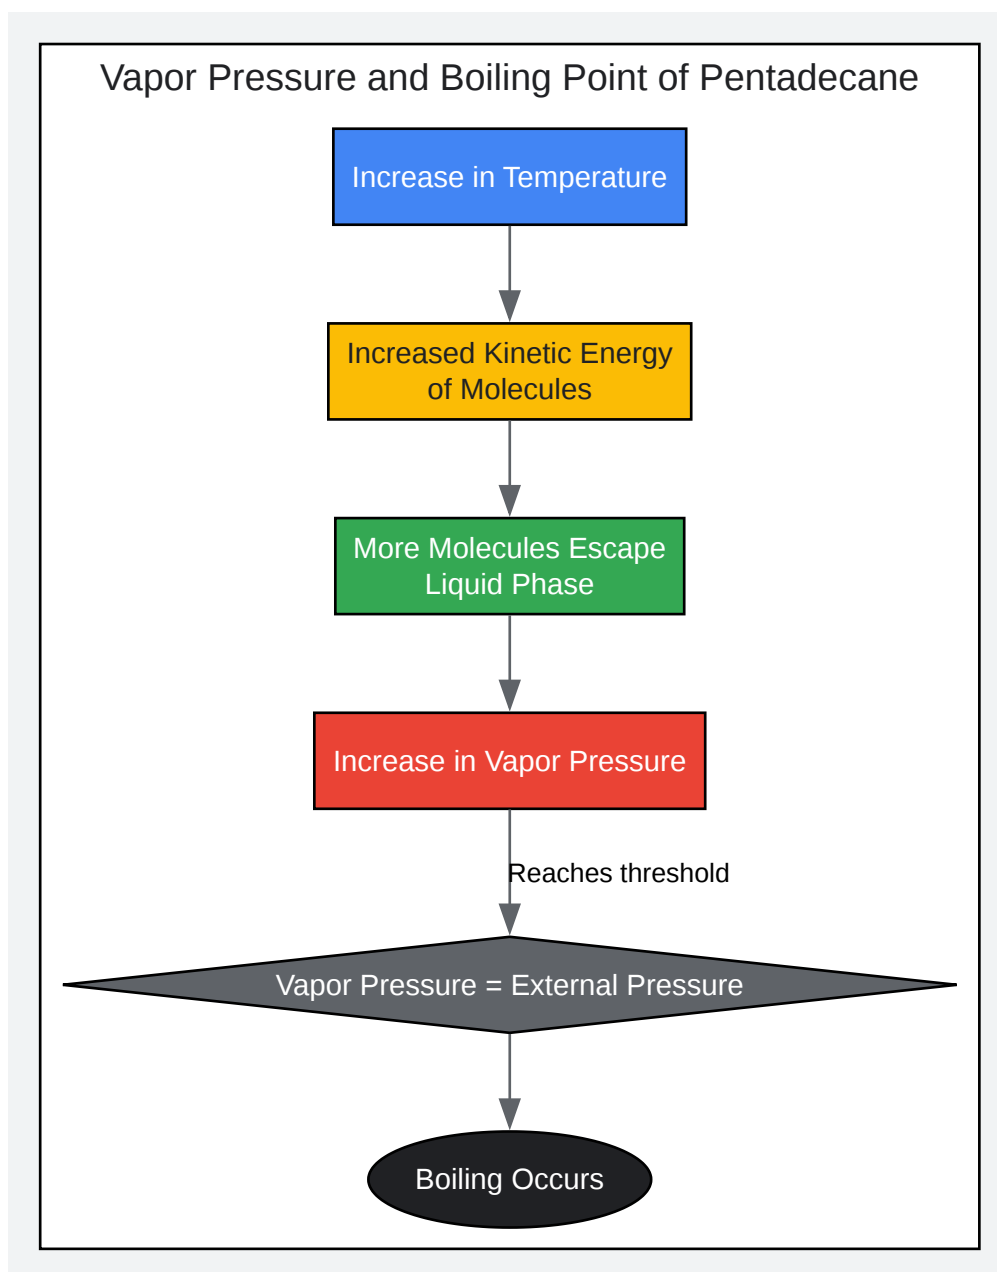 Vapor Pressure and Boiling Point of Pentadecane
Increase in Temperature
Increased Kinetic Energy
of Molecules
More Molecules Escape
Liquid Phase
Increase in Vapor Pressure
Reaches threshold
Vapor Pressure = External Pressure
Boiling Occurs